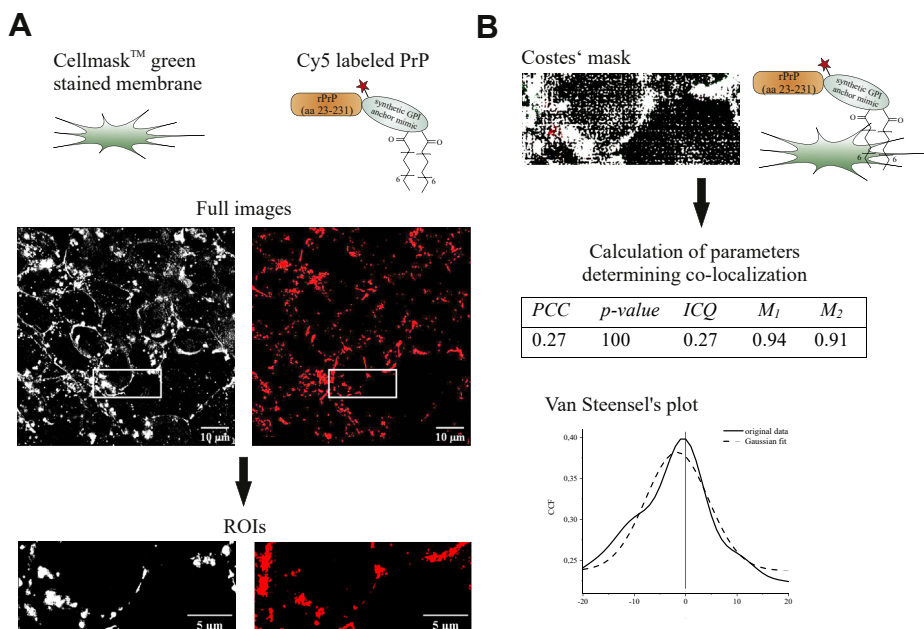 A
Cellmask™ green
stained membrane
Cy5 labeled PrP
rPrP
(aa 23-231)
synthetic GPI
anchor mimic
O
O
6
6
Full images
10 µm
10 µm
ROIs
5 µm
5 µm
B
Costes‘ mask
rPrP
(aa 23-231)
synthetic GPI
anchor mimic
O
O
6
6
Calculation of parameters
determining co-localization
PCC p-value ICQ M1 M2
0.27 100 0.27 0.94 0.91
Van Steensel's plot
original data
Gaussian fit
0,40
0,35
0,30
0,25
CCF
-20 -10 0 10 20